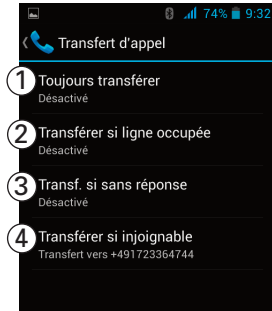 74% 9:32
Transfert d'appel
1 Toujours transférer
Désactivé
2 Transférer si ligne occupée
Désactivé
3 Transf. si sans réponse
Désactivé
4 Transférer si injoignable
Transfert vers +491723364744